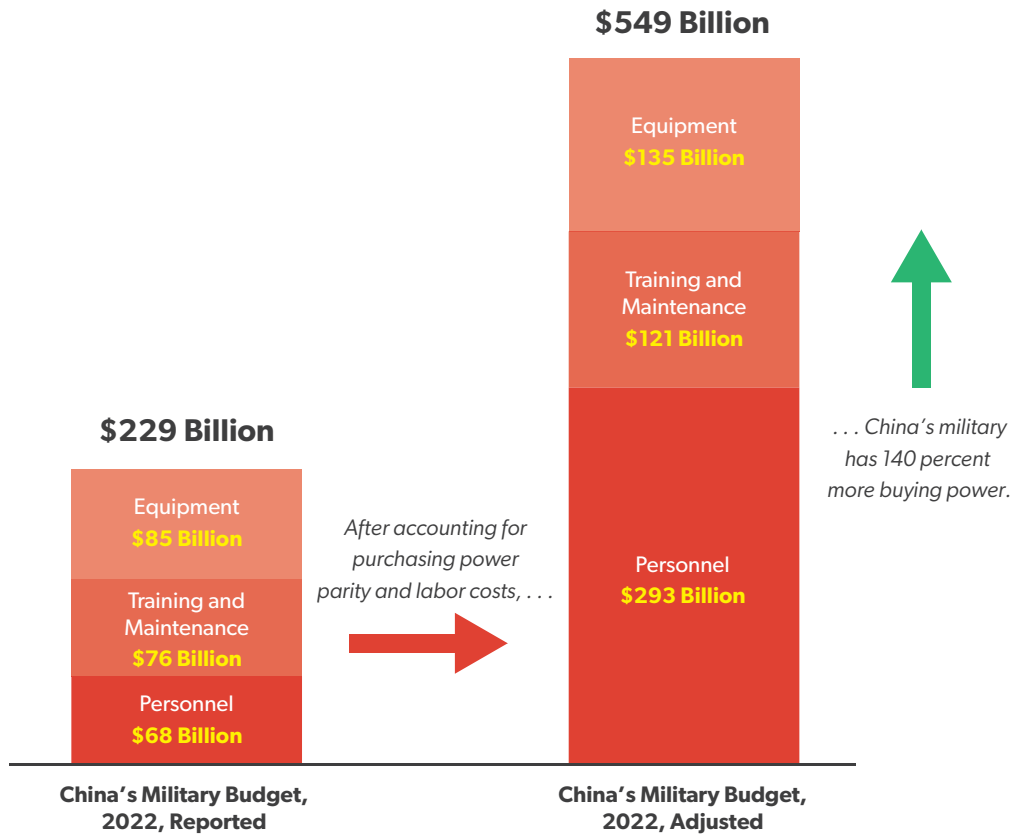 $549 Billion
Equipment
$135 Billion
Training and
Maintenance
$121 Billion
Personnel
$293 Billion
. . . China’s military
has 140 percent
more buying power.
$229 Billion
Equipment
$85 Billion
Training and
Maintenance
$76 Billion
Personnel
$68 Billion
After accounting for
purchasing power
parity and labor costs, . . .
China’s Military Budget,
2022, Reported
China’s Military Budget,
2022, Adjusted